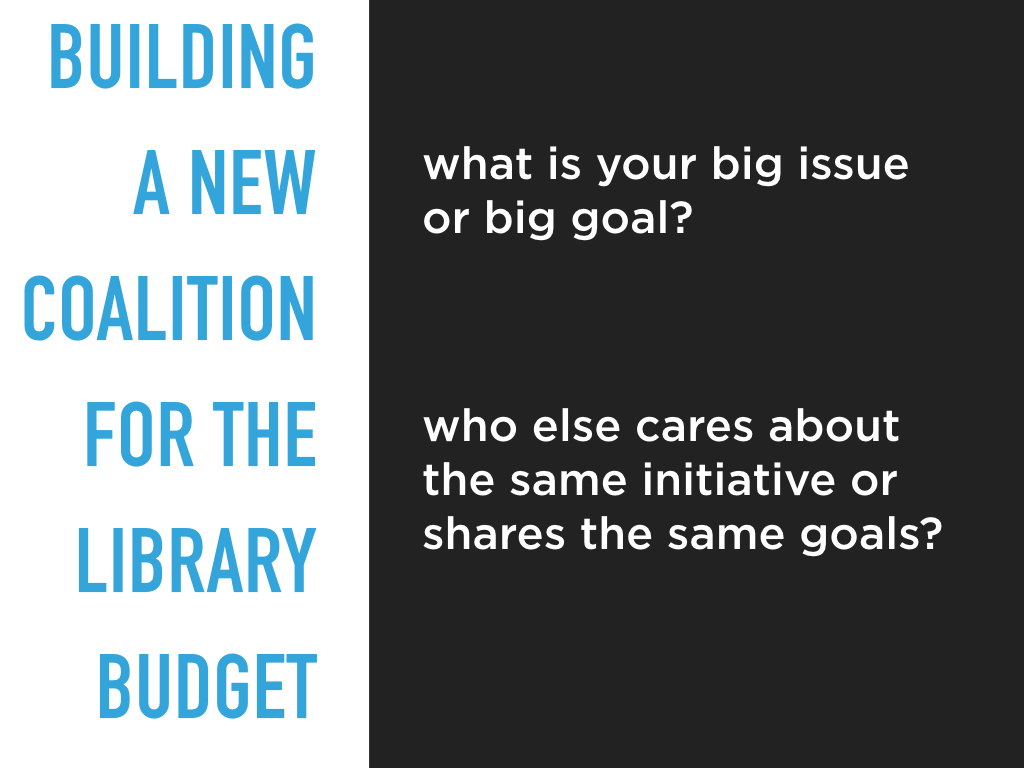 BUILDING
A NEW
COALITION
FOR THE
LIBRARY
BUDGET
what is your big issue
or big goal?
who else cares about
the same initiative or
shares the same goals?